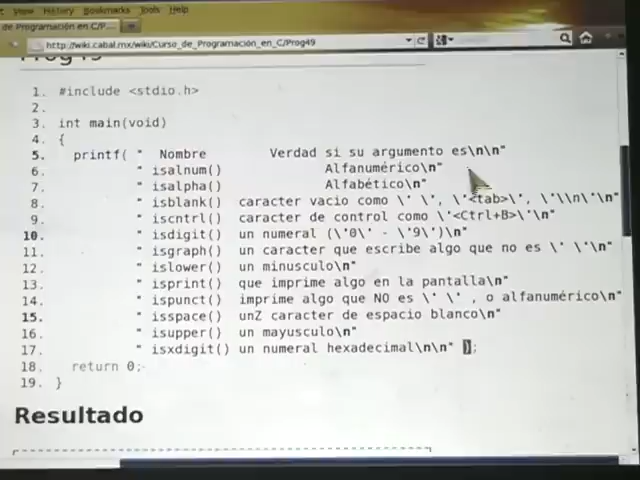 View History Bookmarks Tools Help
de Programación en C/P...
http://wiki.cabal.mx/wiki/Curso_de_Programación_en_C/Prog49
Prog49
1. #include <stdio.h>
2.
3. int main(void)
4. {
5. printf( " Nombre Verdad si su argumento es\n\n"
6. " isalnum() Alfanumérico\n"
7. " isalpha() Alfabético\n"
8. " isblank() caracter vacio como \' \', \'<tab>\', \'\\n\'\n"
9. " iscntrl() caracter de control como \'<Ctrl+B>\'\n"
10. " isdigit() un numeral (\'0\' - \'9\')\n"
11. " isgraph() un caracter que escribe algo que no es \' \'\n"
12. " islower() un minusculo\n"
13. " isprint() que imprime algo en la pantalla\n"
14. " ispunct() imprime algo que NO es \' \' , o alfanumérico\n"
15. " isspace() unZ caracter de espacio blanco\n"
16. " isupper() un mayusculo\n"
17. " isxdigit() un numeral hexadecimal\n\n" );
18. return 0;
19. }
Resultado